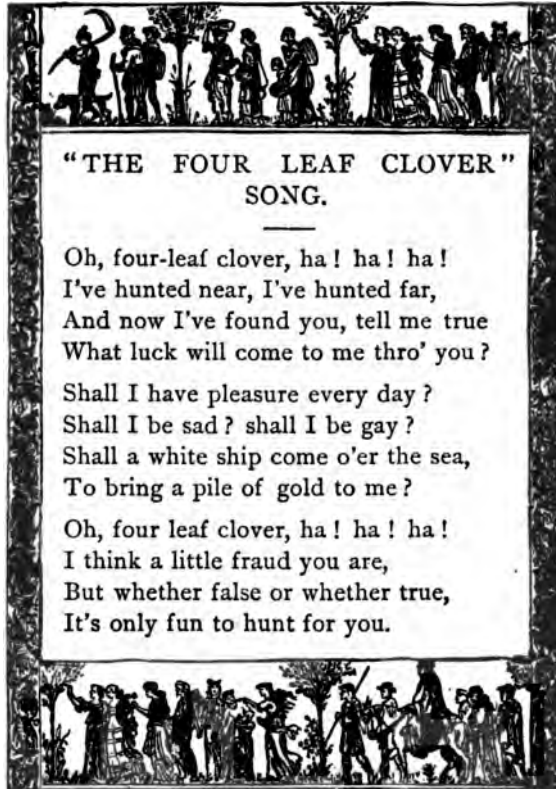 “THE FOUR LEAF CLOVER”
SONG.
Oh, four-leaf clover, ha! ha! ha!
I've hunted near, I've hunted far,
And now I've found you, tell me true
What luck will come to me thro' you?
Shall I have pleasure every day?
Shall I be sad? shall I be gay?
Shall a white ship come o'er the sea,
To bring a pile of gold to me?
Oh, four leaf clover, ha! ha! ha!
I think a little fraud you are,
But whether false or whether true,
It's only fun to hunt for you.